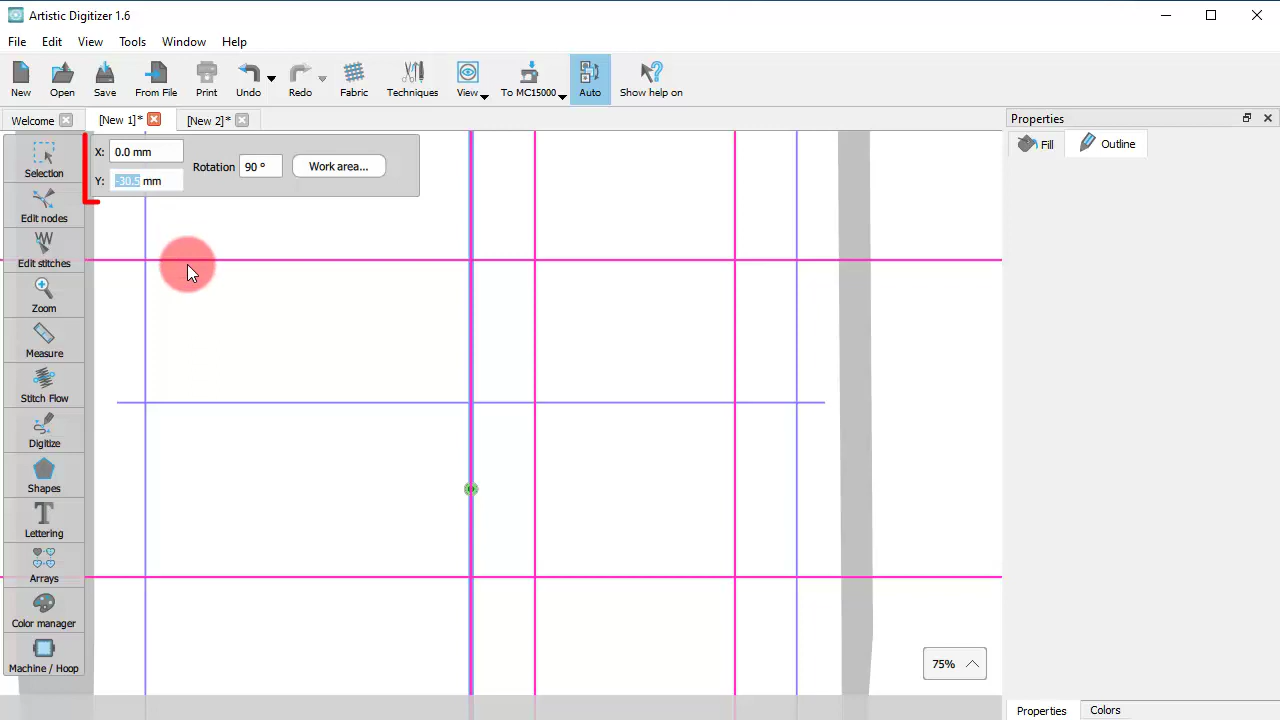 Artistic Digitizer 1.6
File Edit View Tools Window Help
New Open Save From File Print Undo Redo Fabric Techniques View To MC15000 Auto Show help on
Welcome [New 1]* [New 2]* Properties
X: 0.0 mm
Rotation 90 ° Work area...
Y: -30.5 mm
Fill Outline
Selection
Edit nodes
Edit stitches
Zoom
Measure
Stitch Flow
Digitize
Shapes
Lettering
Arrays
Color manager
Machine / Hoop
75%
Properties Colors